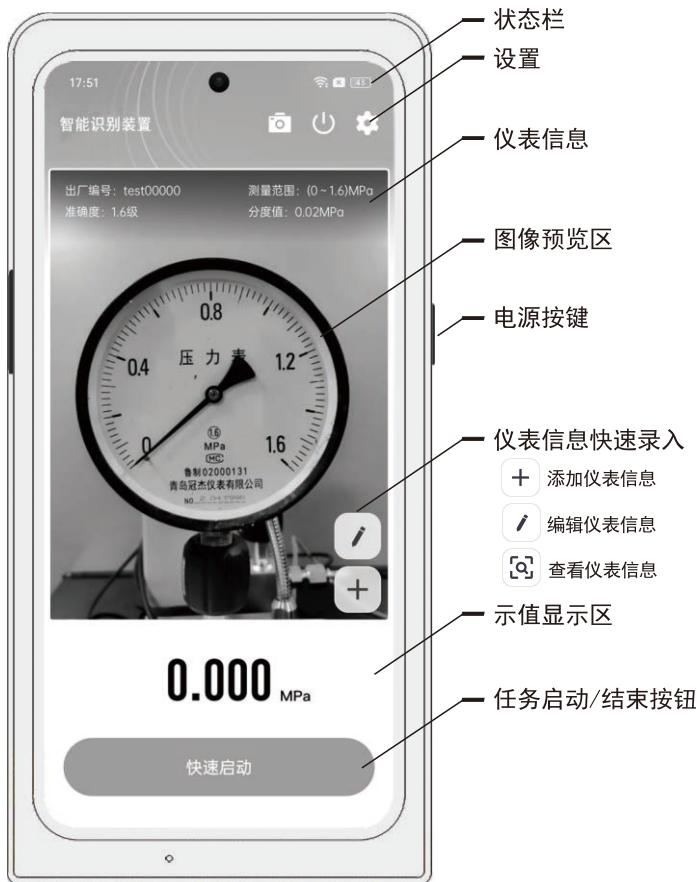 状态栏
17:51
45
设置
智能识别装置
仪表信息
出厂编号：test00000
测量范围：(0~1.6)MPa
准确度：1.6级
分度值：0.02MPa
图像预览区
0.8
电源按键
压力表
0.4
1.2
仪表信息快速录入
0
1.6
MPa
1.6
MC
鲁制02000131
青岛冠杰仪表有限公司
NO
添加仪表信息
编辑仪表信息
查看仪表信息
示值显示区
0.000 MPa
任务启动/结束按钮
快速启动